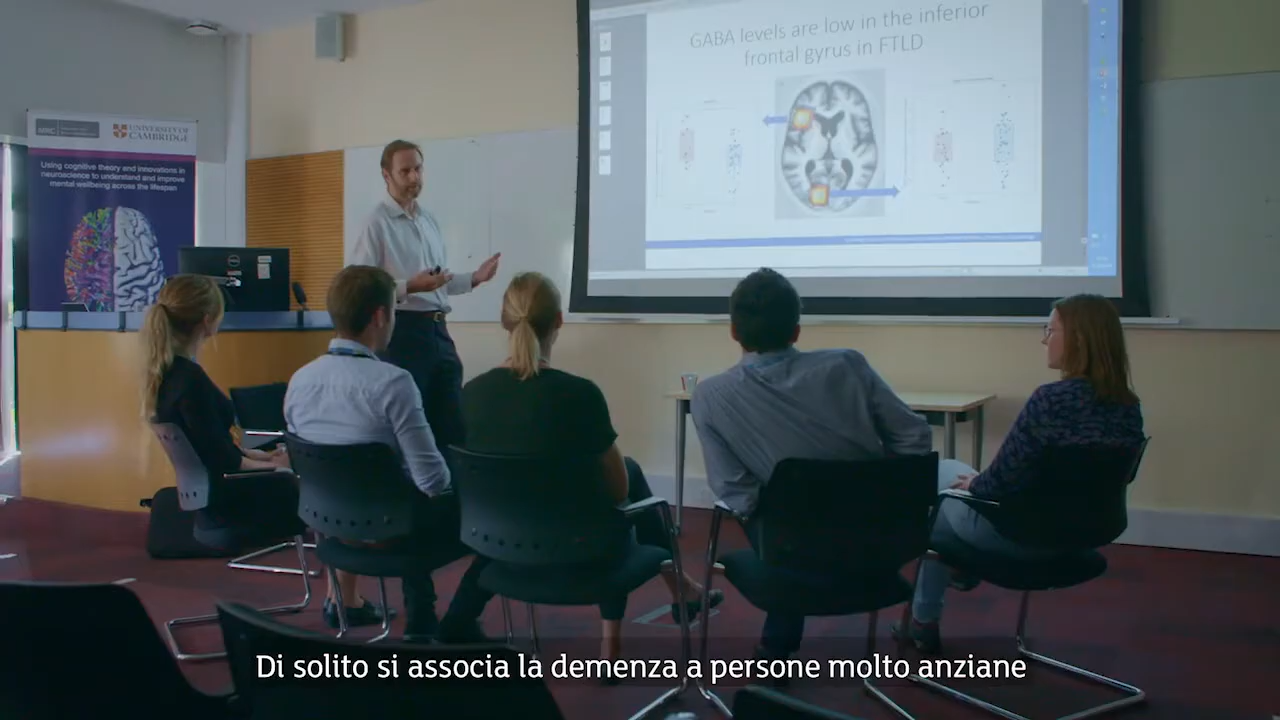 GABA levels are low in the inferior
frontal gyrus in FTLD
MRC
UNIVERSITY OF
CAMBRIDGE
Using cognitive theory and innovations in
neuroscience to understand and improve
mental wellbeing across the lifespan
DELL
Di solito si associa la demenza a persone molto anziane